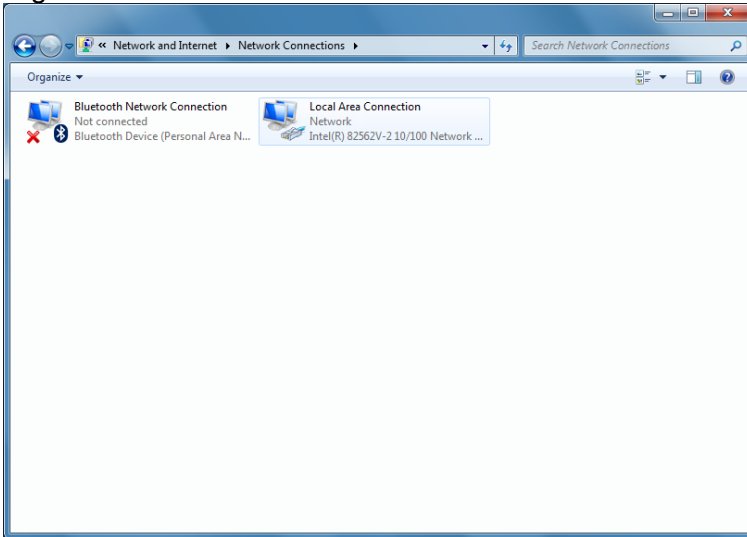 « Network and Internet ▸ Network Connections ▸
Search Network Connections
Organize ▾
Bluetooth Network Connection
Not connected
Bluetooth Device (Personal Area N...
Local Area Connection
Network
Intel(R) 82562V-2 10/100 Network ...